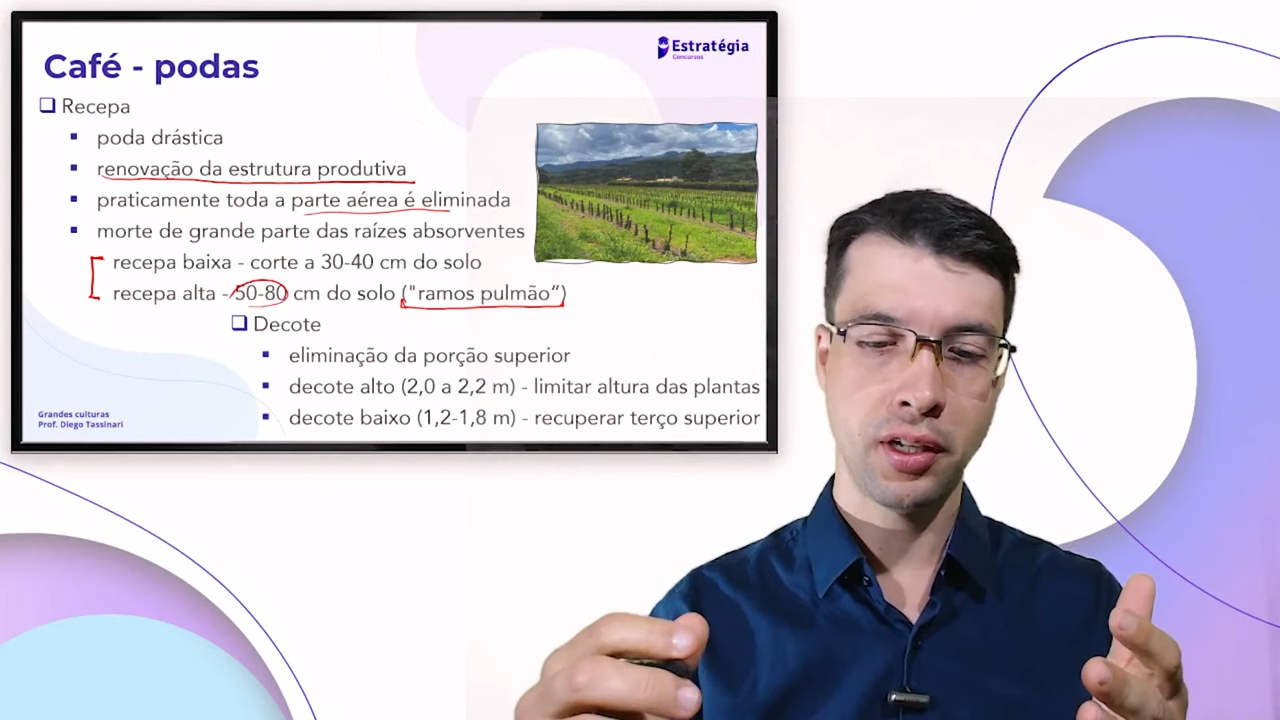 Café - podas
Estratégia
Concursos
Recepa
poda drástica
renovação da estrutura produtiva
praticamente toda a parte aérea é eliminada
morte de grande parte das raízes absorventes
recepa baixa - corte a 30-40 cm do solo
recepa alta - 50-80 cm do solo ("ramos pulmão")
Decote
eliminação da porção superior
decote alto (2,0 a 2,2 m) - limitar altura das plantas
decote baixo (1,2-1,8 m) - recuperar terço superior
Grandes culturas
Prof. Diego Tassinari